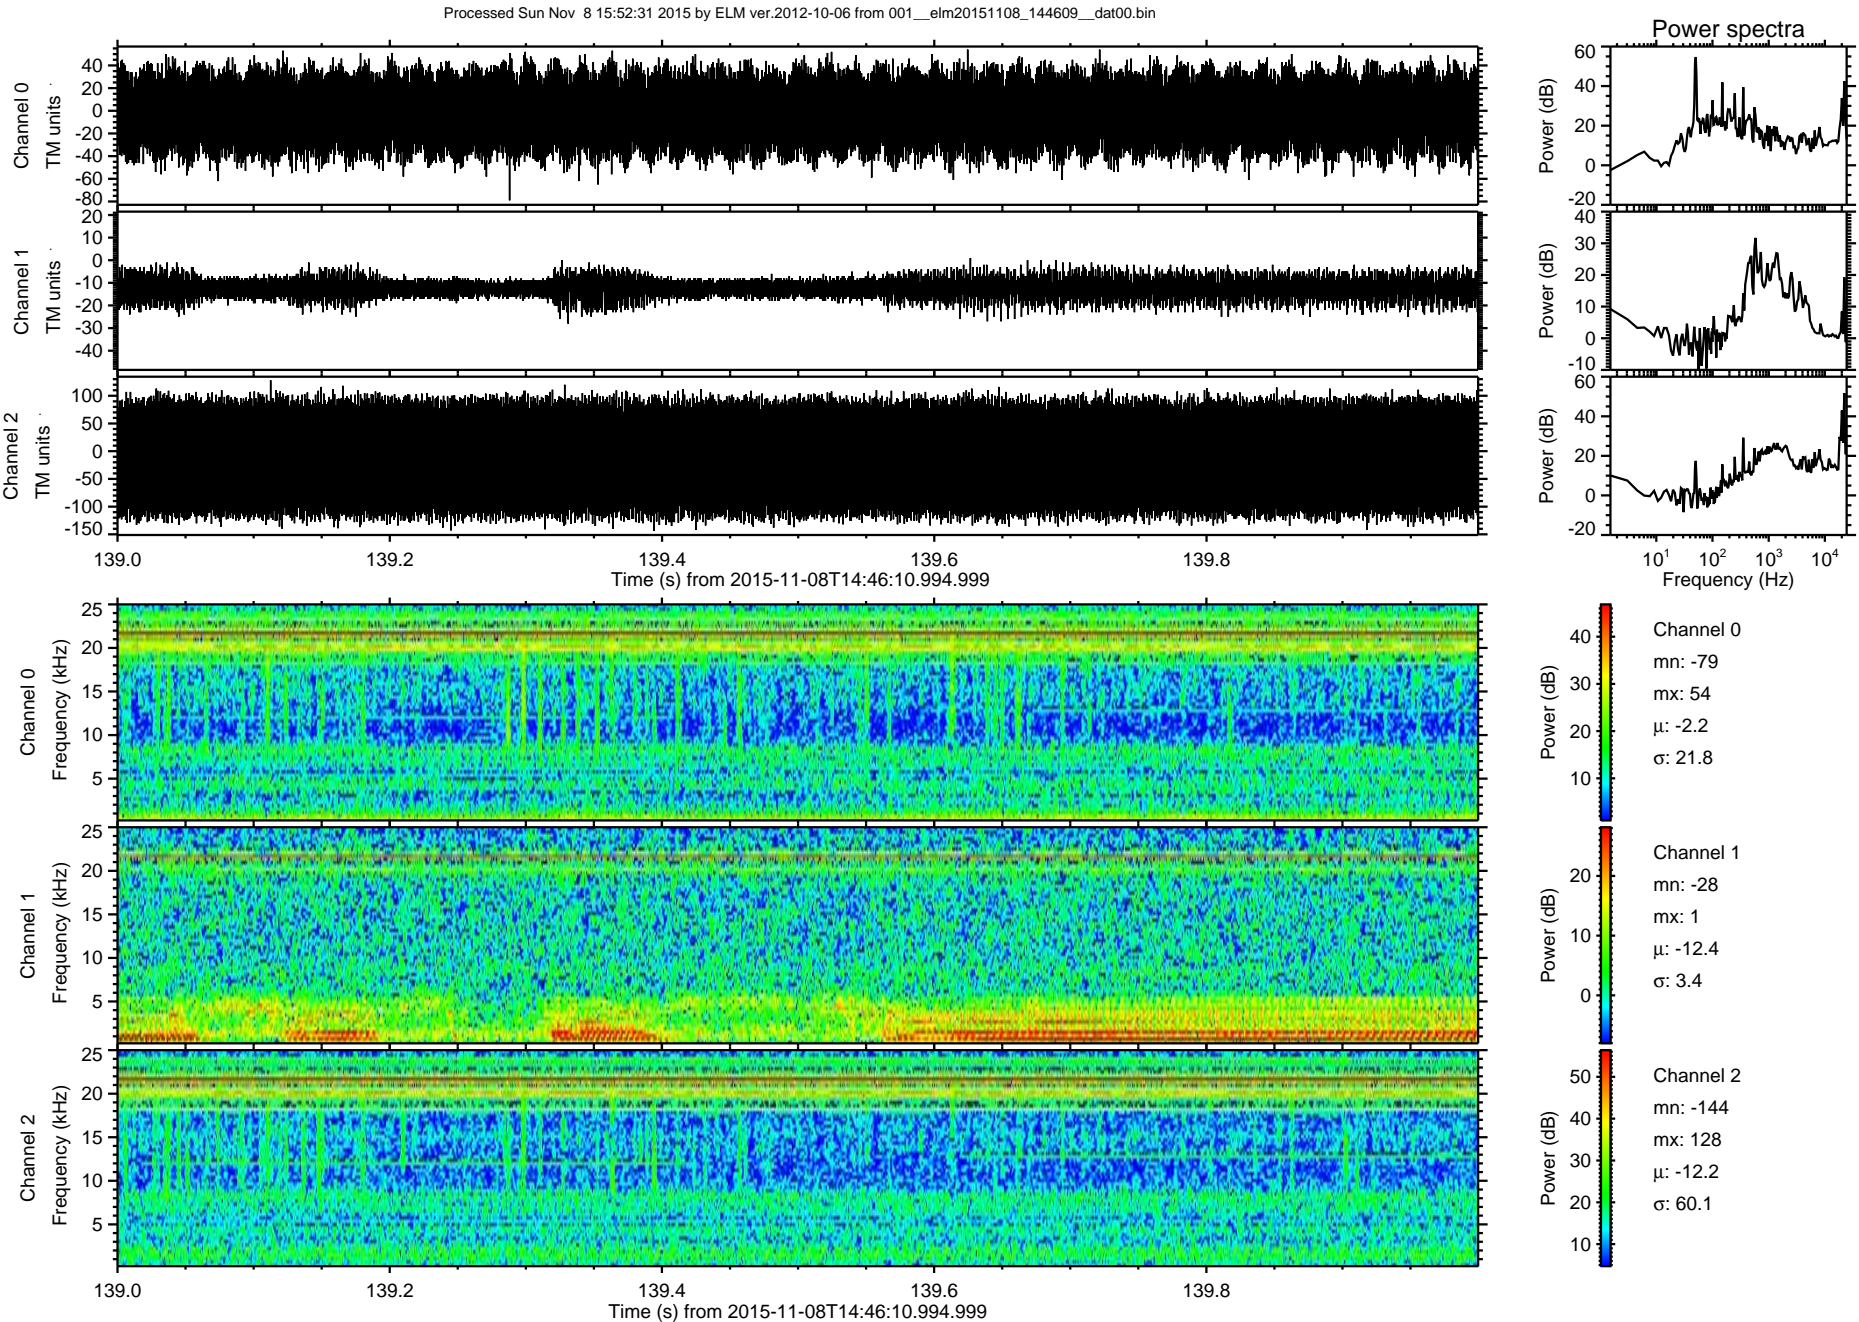 Processed Sun Nov  8 15:52:31 2015 by ELM ver.2012-10-06 from 001__elm20151108_144609__dat00.bin
Power spectra
Channel 0
TM units
40
20
0
-20
-40
-60
-80
Power (dB)
60
40
20
0
-20
Channel 1
TM units
20
10
0
-10
-20
-30
-40
Power (dB)
40
30
20
10
0
-10
Channel 2
TM units
100
50
0
-50
-100
-150
Power (dB)
60
40
20
0
-20
139.0 139.2 139.4 139.6 139.8
Time (s) from 2015-11-08T14:46:10.994.999
10^1 10^2 10^3 10^4
Frequency (Hz)
Channel 0
Frequency (kHz)
25
20
15
10
5
Power (dB)
40
30
20
10
Channel 0
mn: -79
mx: 54
μ: -2.2
σ: 21.8
Channel 1
Frequency (kHz)
25
20
15
10
5
Power (dB)
20
10
0
Channel 1
mn: -28
mx: 1
μ: -12.4
σ: 3.4
Channel 2
Frequency (kHz)
25
20
15
10
5
Power (dB)
50
40
30
20
10
Channel 2
mn: -144
mx: 128
μ: -12.2
σ: 60.1
139.0 139.2 139.4 139.6 139.8
Time (s) from 2015-11-08T14:46:10.994.999